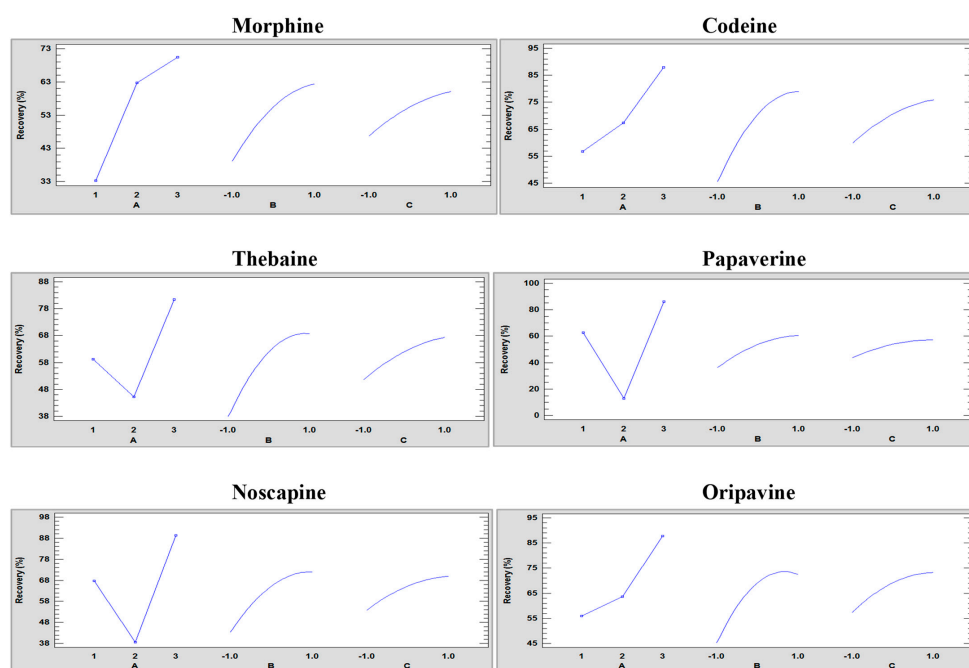 Morphine
Recovery (%)
73
63
53
43
33
1 2 3 -1.0 1.0 -1.0 1.0
A B C
Codeine
Recovery (%)
95
85
75
65
55
45
1 2 3 -1.0 1.0 -1.0 1.0
A B C
Thebaine
Recovery (%)
88
78
68
58
48
38
1 2 3 -1.0 1.0 -1.0 1.0
A B C
Papaverine
Recovery (%)
100
80
60
40
20
0
1 2 3 -1.0 1.0 -1.0 1.0
A B C
Noscapine
Recovery (%)
98
88
78
68
58
48
38
1 2 3 -1.0 1.0 -1.0 1.0
A B C
Oripavine
Recovery (%)
95
85
75
65
55
45
1 2 3 -1.0 1.0 -1.0 1.0
A B C